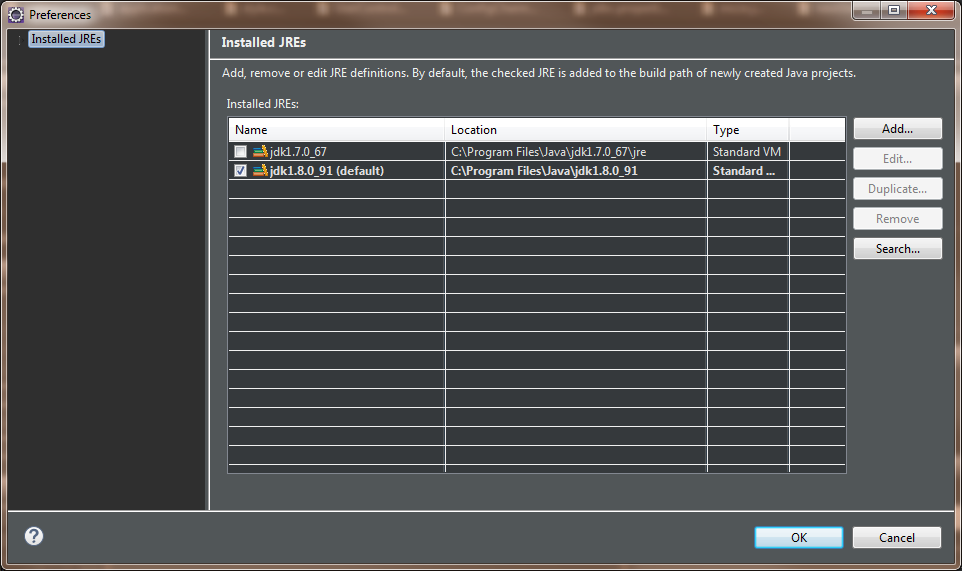 Preferences
Installed JREs
Installed JREs
Add, remove or edit JRE definitions. By default, the checked JRE is added to the build path of newly created Java projects.
Installed JREs:
Name Location Type
jdk1.7.0_67 C:\Program Files\Java\jdk1.7.0_67\jre Standard VM
jdk1.8.0_91 (default) C:\Program Files\Java\jdk1.8.0_91 Standard ...
Add...
Edit...
Duplicate...
Remove
Search...
?
OK Cancel